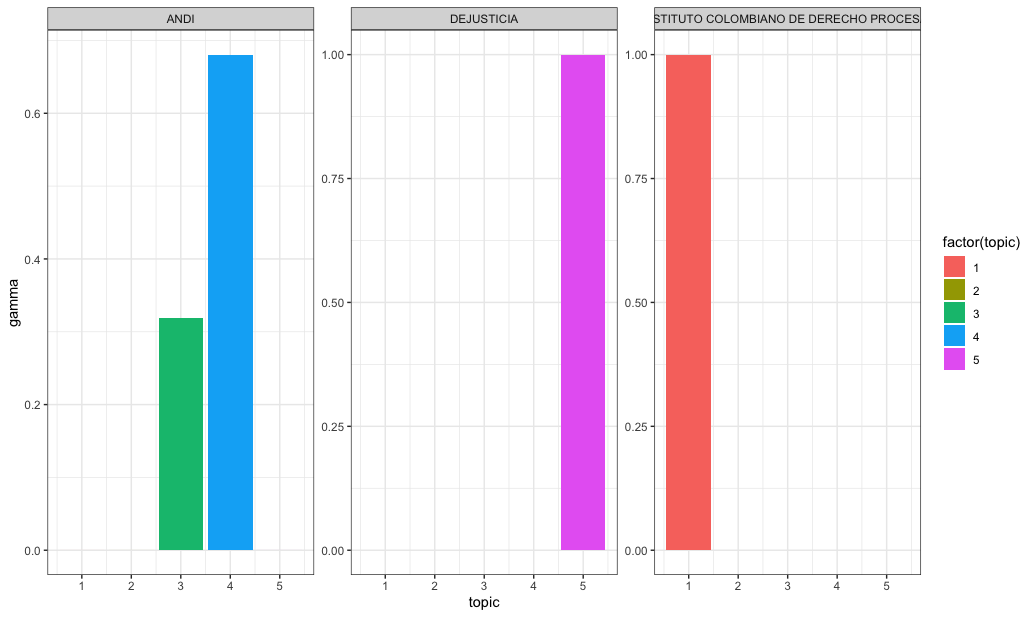 ANDI
DEJUSTICIA
STITUTO COLOMBIANO DE DERECHO PROCES
gamma
0.6
0.4
0.2
0.0
1.00
0.75
0.50
0.25
0.00
1.00
0.75
0.50
0.25
0.00
1 2 3 4 5
1 2 3 4 5
1 2 3 4 5
topic
factor(topic)
1
2
3
4
5